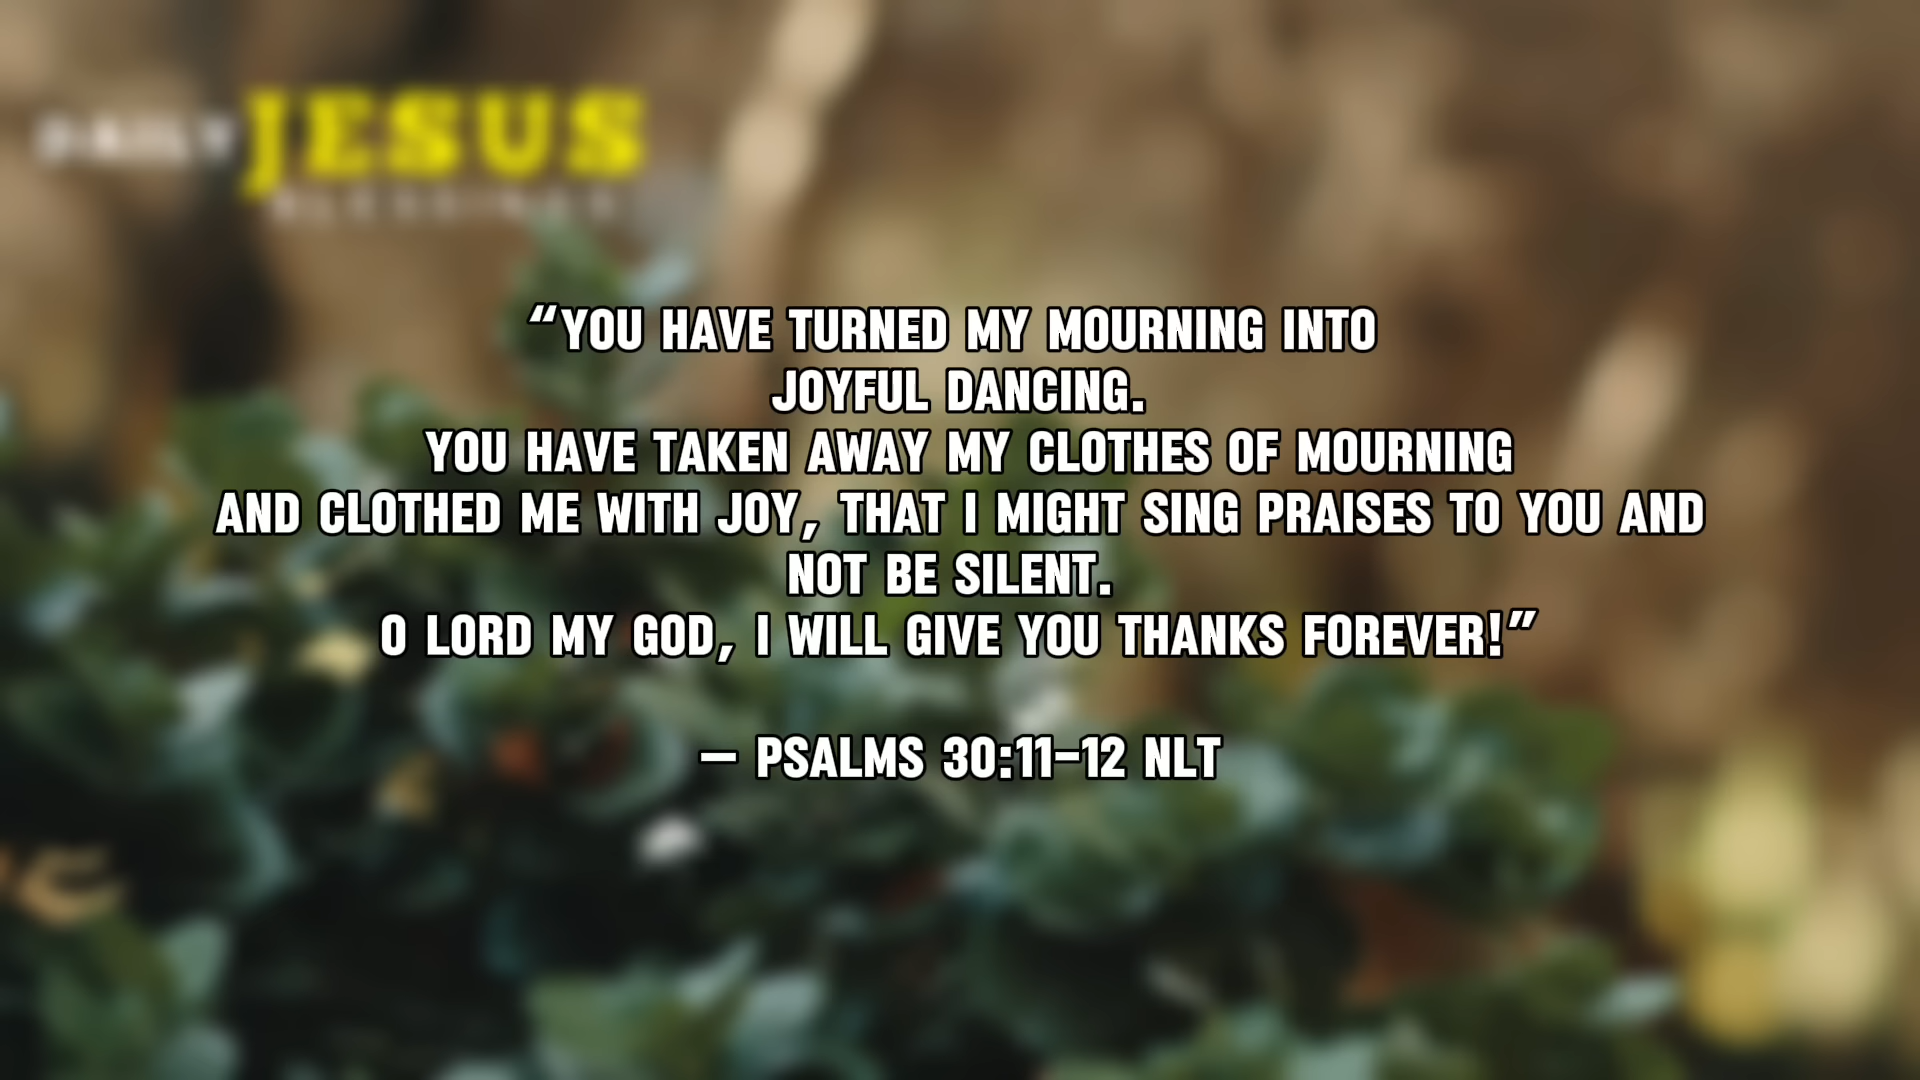 DAILY JESUS
BLESSINGS
“YOU HAVE TURNED MY MOURNING INTO
JOYFUL DANCING.
YOU HAVE TAKEN AWAY MY CLOTHES OF MOURNING
AND CLOTHED ME WITH JOY, THAT I MIGHT SING PRAISES TO YOU AND
NOT BE SILENT.
O LORD MY GOD, I WILL GIVE YOU THANKS FOREVER!”
– PSALMS 30:11–12 NLT